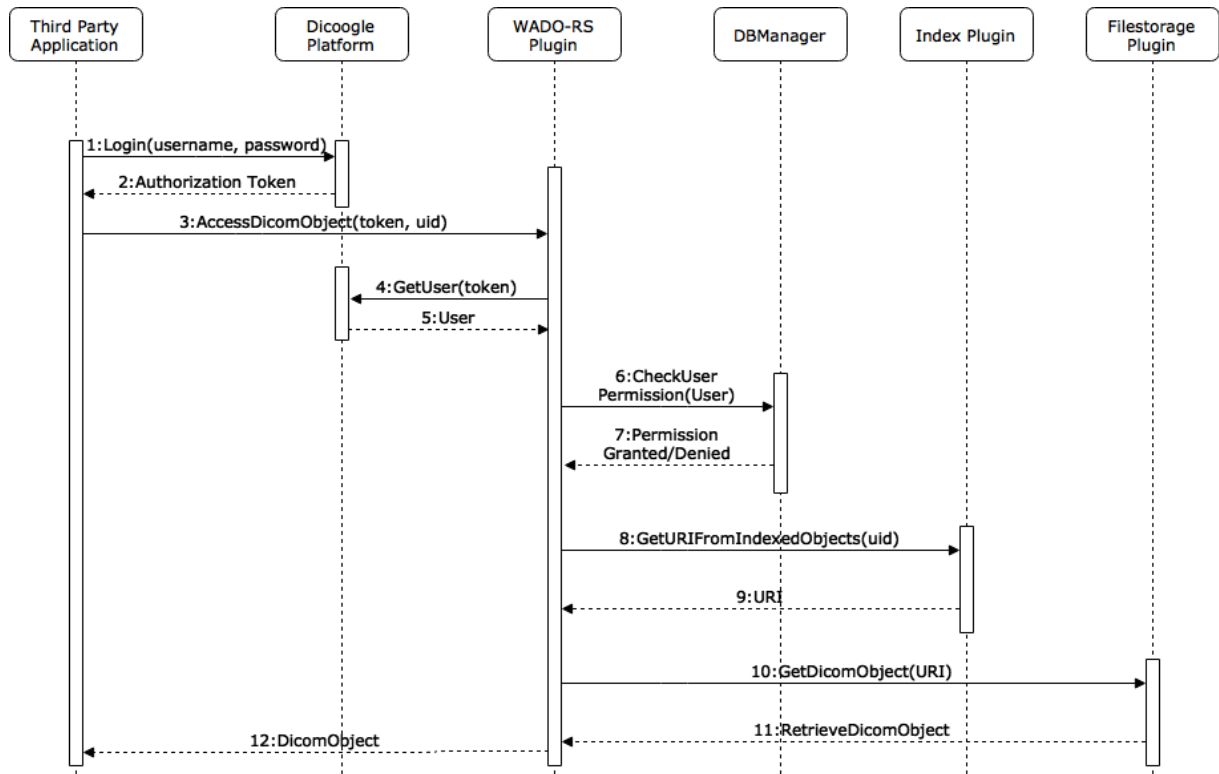 Third Party
Application
Dicoogle
Platform
WADO-RS
Plugin
DBManager
Index Plugin
Filestorage
Plugin
1:Login(username, password)
2:Authorization Token
3:AccessDicomObject(token, uid)
4:GetUser(token)
5:User
6:CheckUser
Permission(User)
7:Permission
Granted/Denied
8:GetURIFromIndexedObjects(uid)
9:URI
10:GetDicomObject(URI)
11:RetrieveDicomObject
12:DicomObject